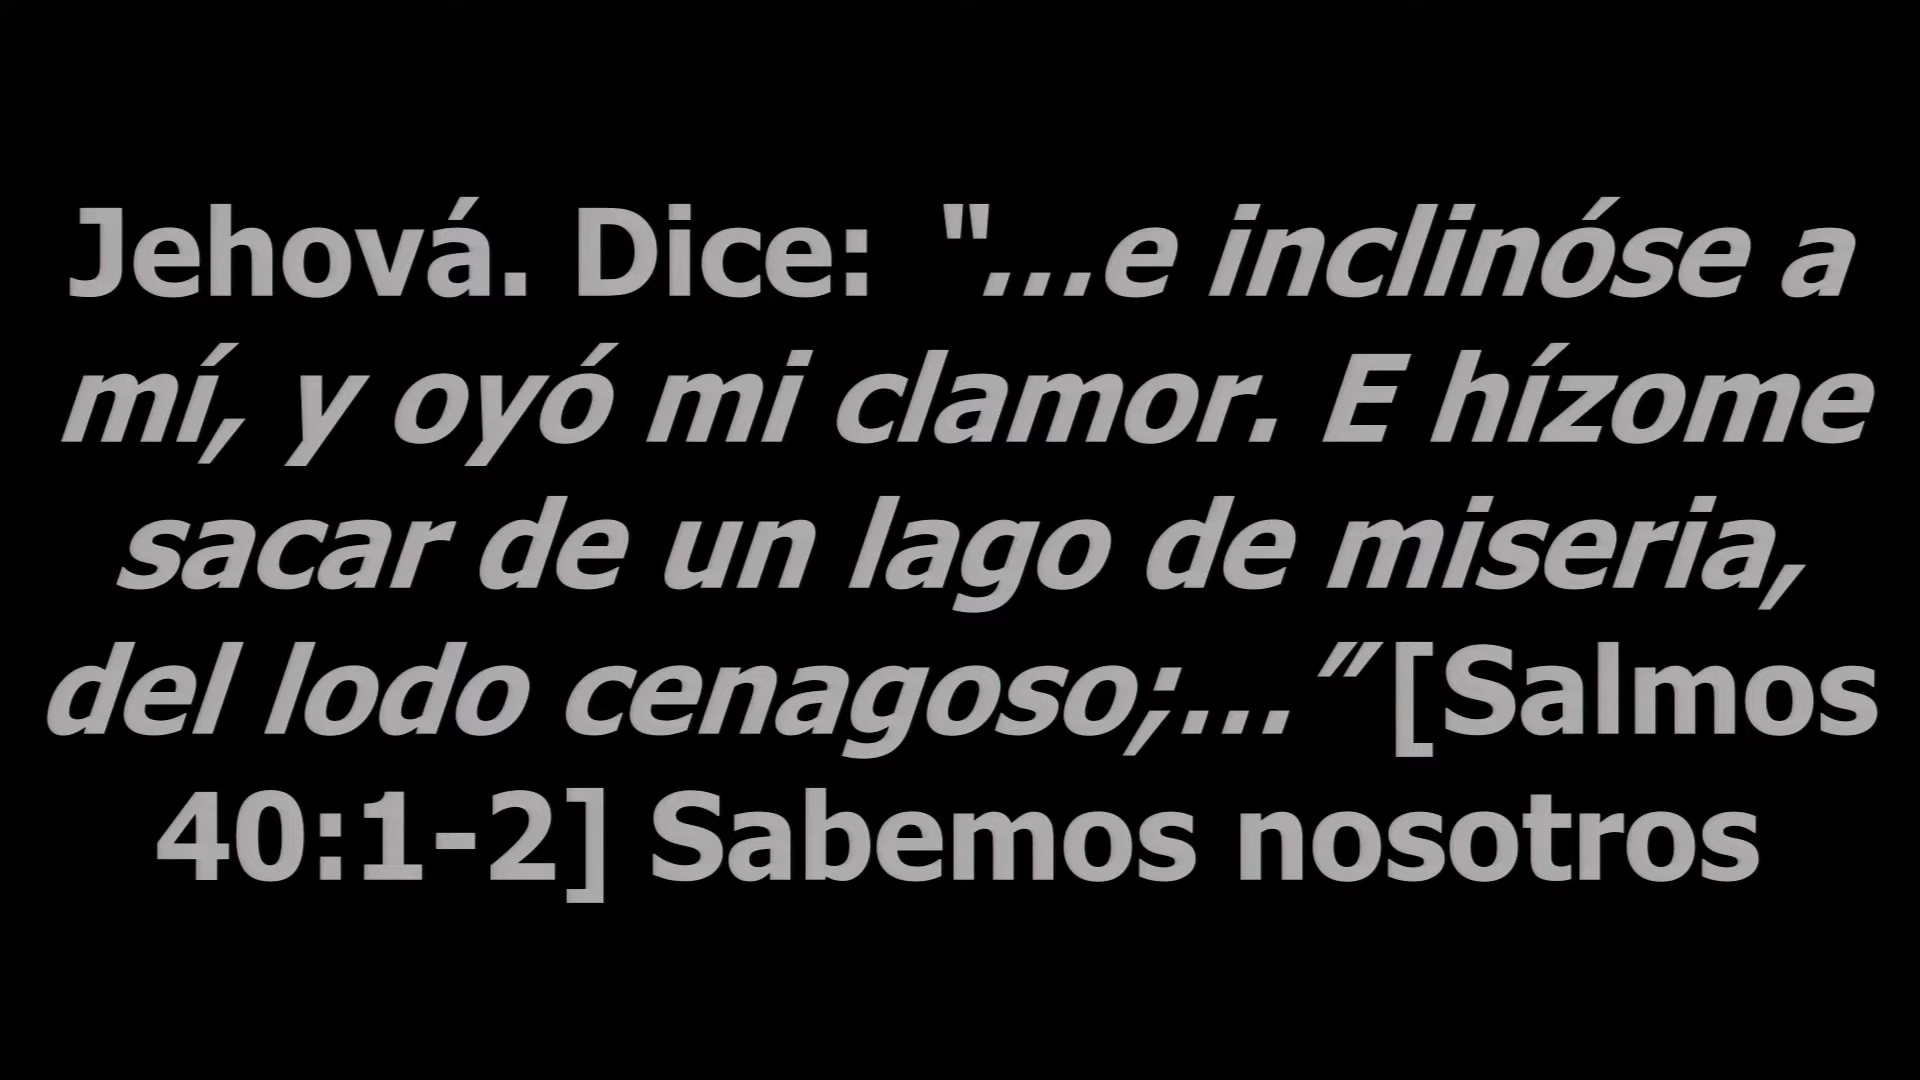 Jehová. Dice: "...e inclinóse a
mí, y oyó mi clamor. E hízome
sacar de un lago de miseria,
del lodo cenagoso;...” [Salmos
40:1-2] Sabemos nosotros